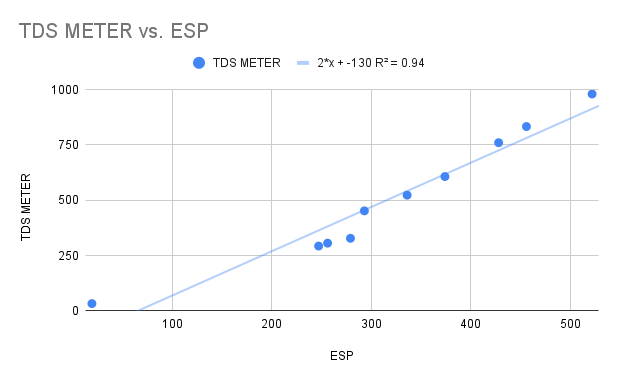 TDS METER vs. ESP
TDS METER 2*x + -130 R² = 0.94
TDS METER
1000
750
500
250
0
100 200 300 400 500
ESP